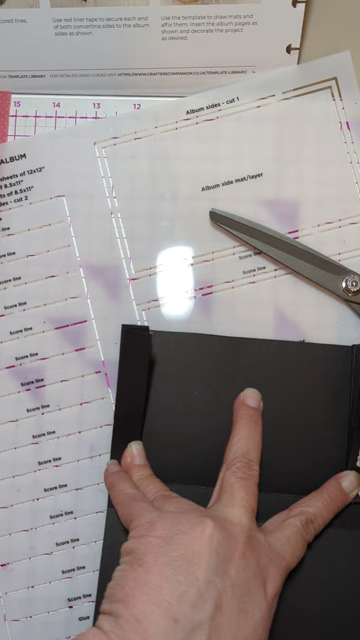 ored lines.
Use red liner tape to secure each end
of both concertina sides to the album
sides as shown.
Use the template to draw mats and
affix them, insert the album pages as
shown and decorate the project
as desired.
TEMPLATE LIBRARY FOR DETAILED VIDEO GUIDES VISIT HTTPS://WWW.CRAFTERSCOMPANION.CO.UK/TEMPLATE-LIBRARY/
15 14 13 12
Album sides - cut 1
ALBUM
sheets of 12x12"
of 8.5x11"
s of 8.5x11"
des - cut 2
Album side mat/layer
Score line
Score line
Score line
Score line
Score line
Score line
Score line
Score line
Score line
Score line
Score line
Score line
Score line
Glue